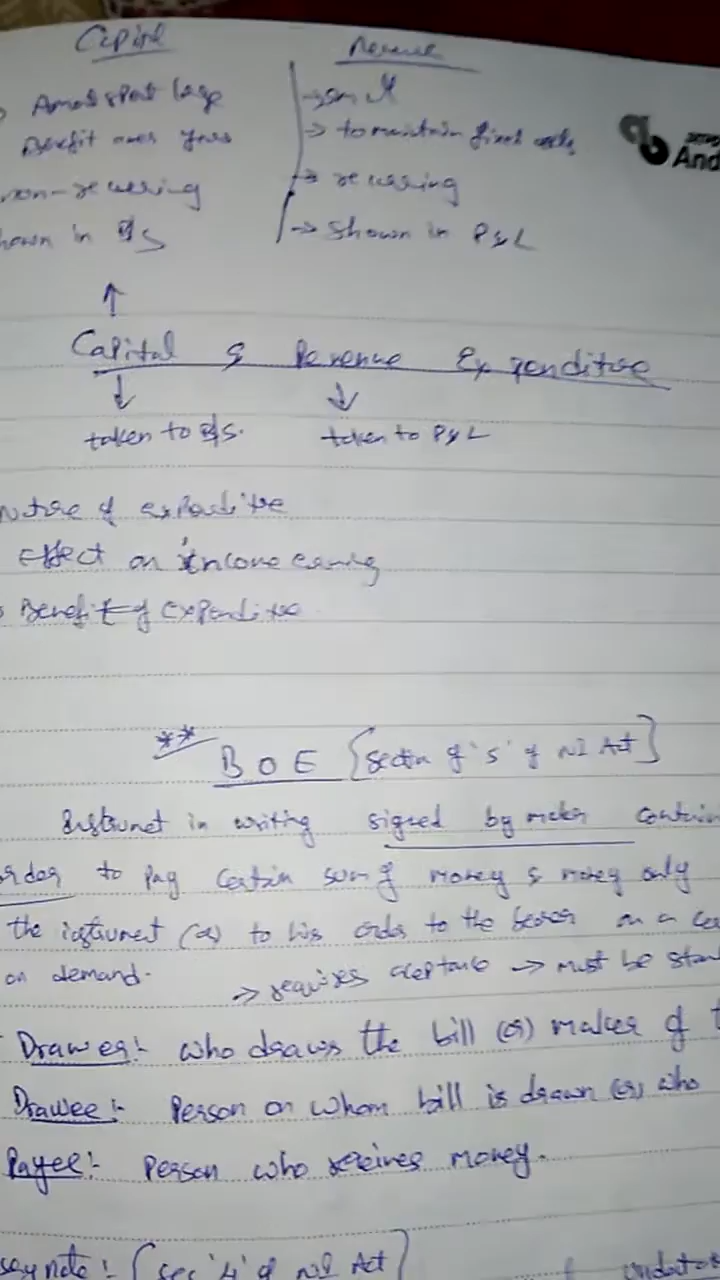 Capital Revenue
Amount spent large → small
Benefit over years → to maintain fixed
non-recurring → recurring
hown in B/S → shown in P&L
And
↑
Capital & Revenue Expenditure
↓ ↓
taken to B/S. taken to P&L
nature of expenditure
Effect on income earning
Benefit of Expenditure
** BOE [Section of '5' of NI Act]
Instrument in writing signed by maker contain
order to pay certain sum of money & money only
the instrument (or) to his order to the bearer on a
on demand. → requires acceptance → must be
Drawer:- who draws the bill (or) maker of
Drawee:- Person on whom bill is drawn (or) who
Payee:- Person who receives money.
note:- [sec '4' of NI Act]